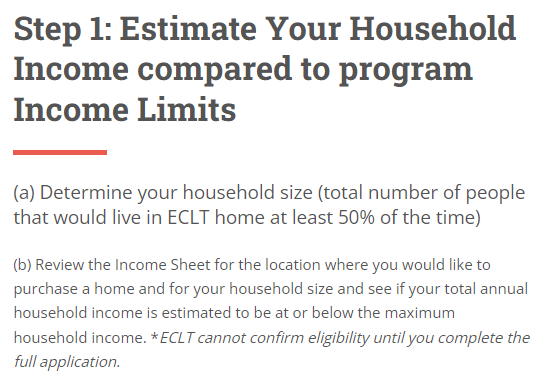 Step 1: Estimate Your Household
Income compared to program
Income Limits
(a) Determine your household size (total number of people
that would live in ECLT home at least 50% of the time)
(b) Review the Income Sheet for the location where you would like to
purchase a home and for your household size and see if your total annual
household income is estimated to be at or below the maximum
household income. *ECLT cannot confirm eligibility until you complete the
full application.